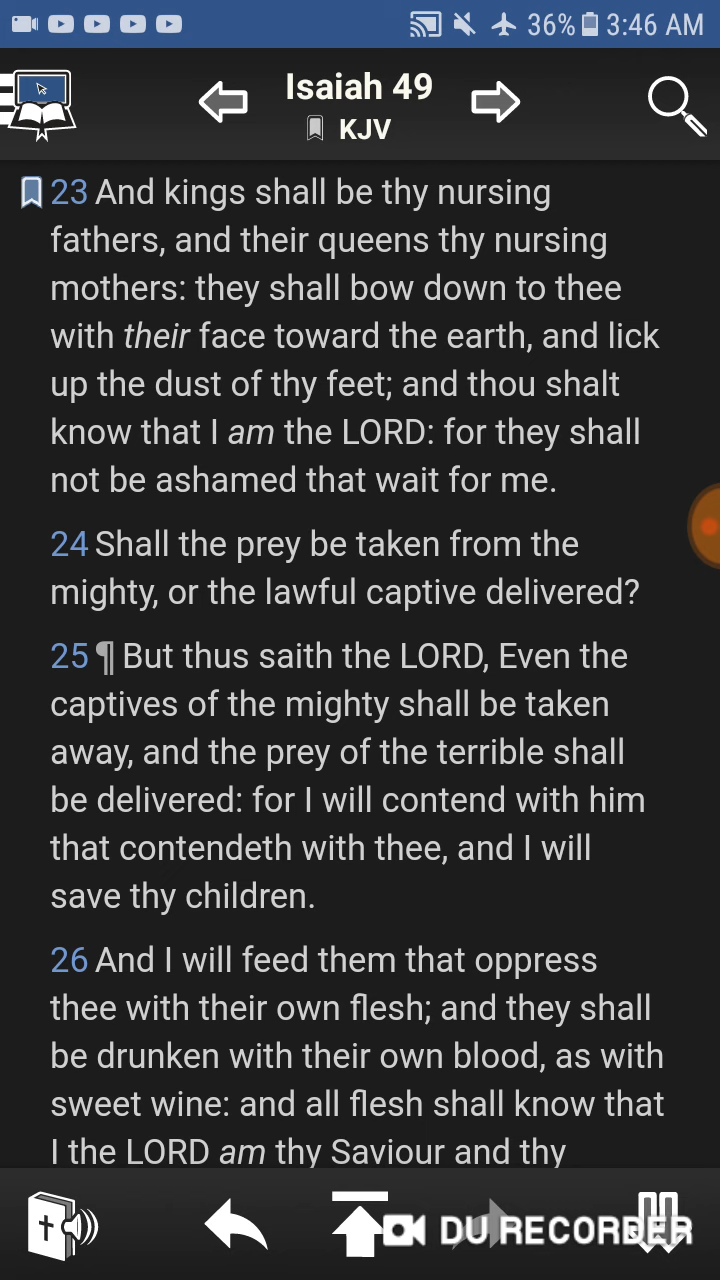 36% 3:46 AM
Isaiah 49
KJV
23 And kings shall be thy nursing
fathers, and their queens thy nursing
mothers: they shall bow down to thee
with their face toward the earth, and lick
up the dust of thy feet; and thou shalt
know that I am the LORD: for they shall
not be ashamed that wait for me.
24 Shall the prey be taken from the
mighty, or the lawful captive delivered?
25 ¶ But thus saith the LORD, Even the
captives of the mighty shall be taken
away, and the prey of the terrible shall
be delivered: for I will contend with him
that contendeth with thee, and I will
save thy children.
26 And I will feed them that oppress
thee with their own flesh; and they shall
be drunken with their own blood, as with
sweet wine: and all flesh shall know that
I the LORD am thy Saviour and thy
DU RECORDER